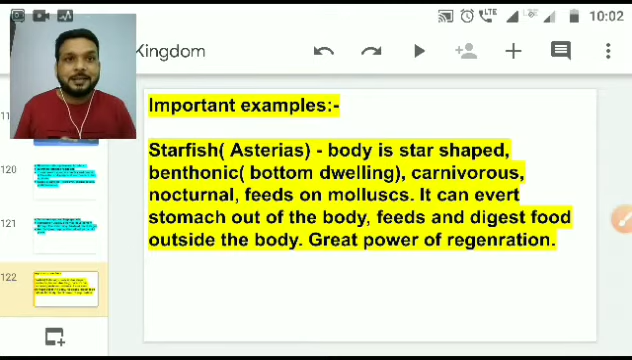 LTE 10:02
Kingdom
Important examples:-
Starfish( Asterias) - body is star shaped,
benthonic( bottom dwelling), carnivorous,
nocturnal, feeds on molluscs. It can evert
stomach out of the body, feeds and digest food
outside the body. Great power of regenration.
120
121
122